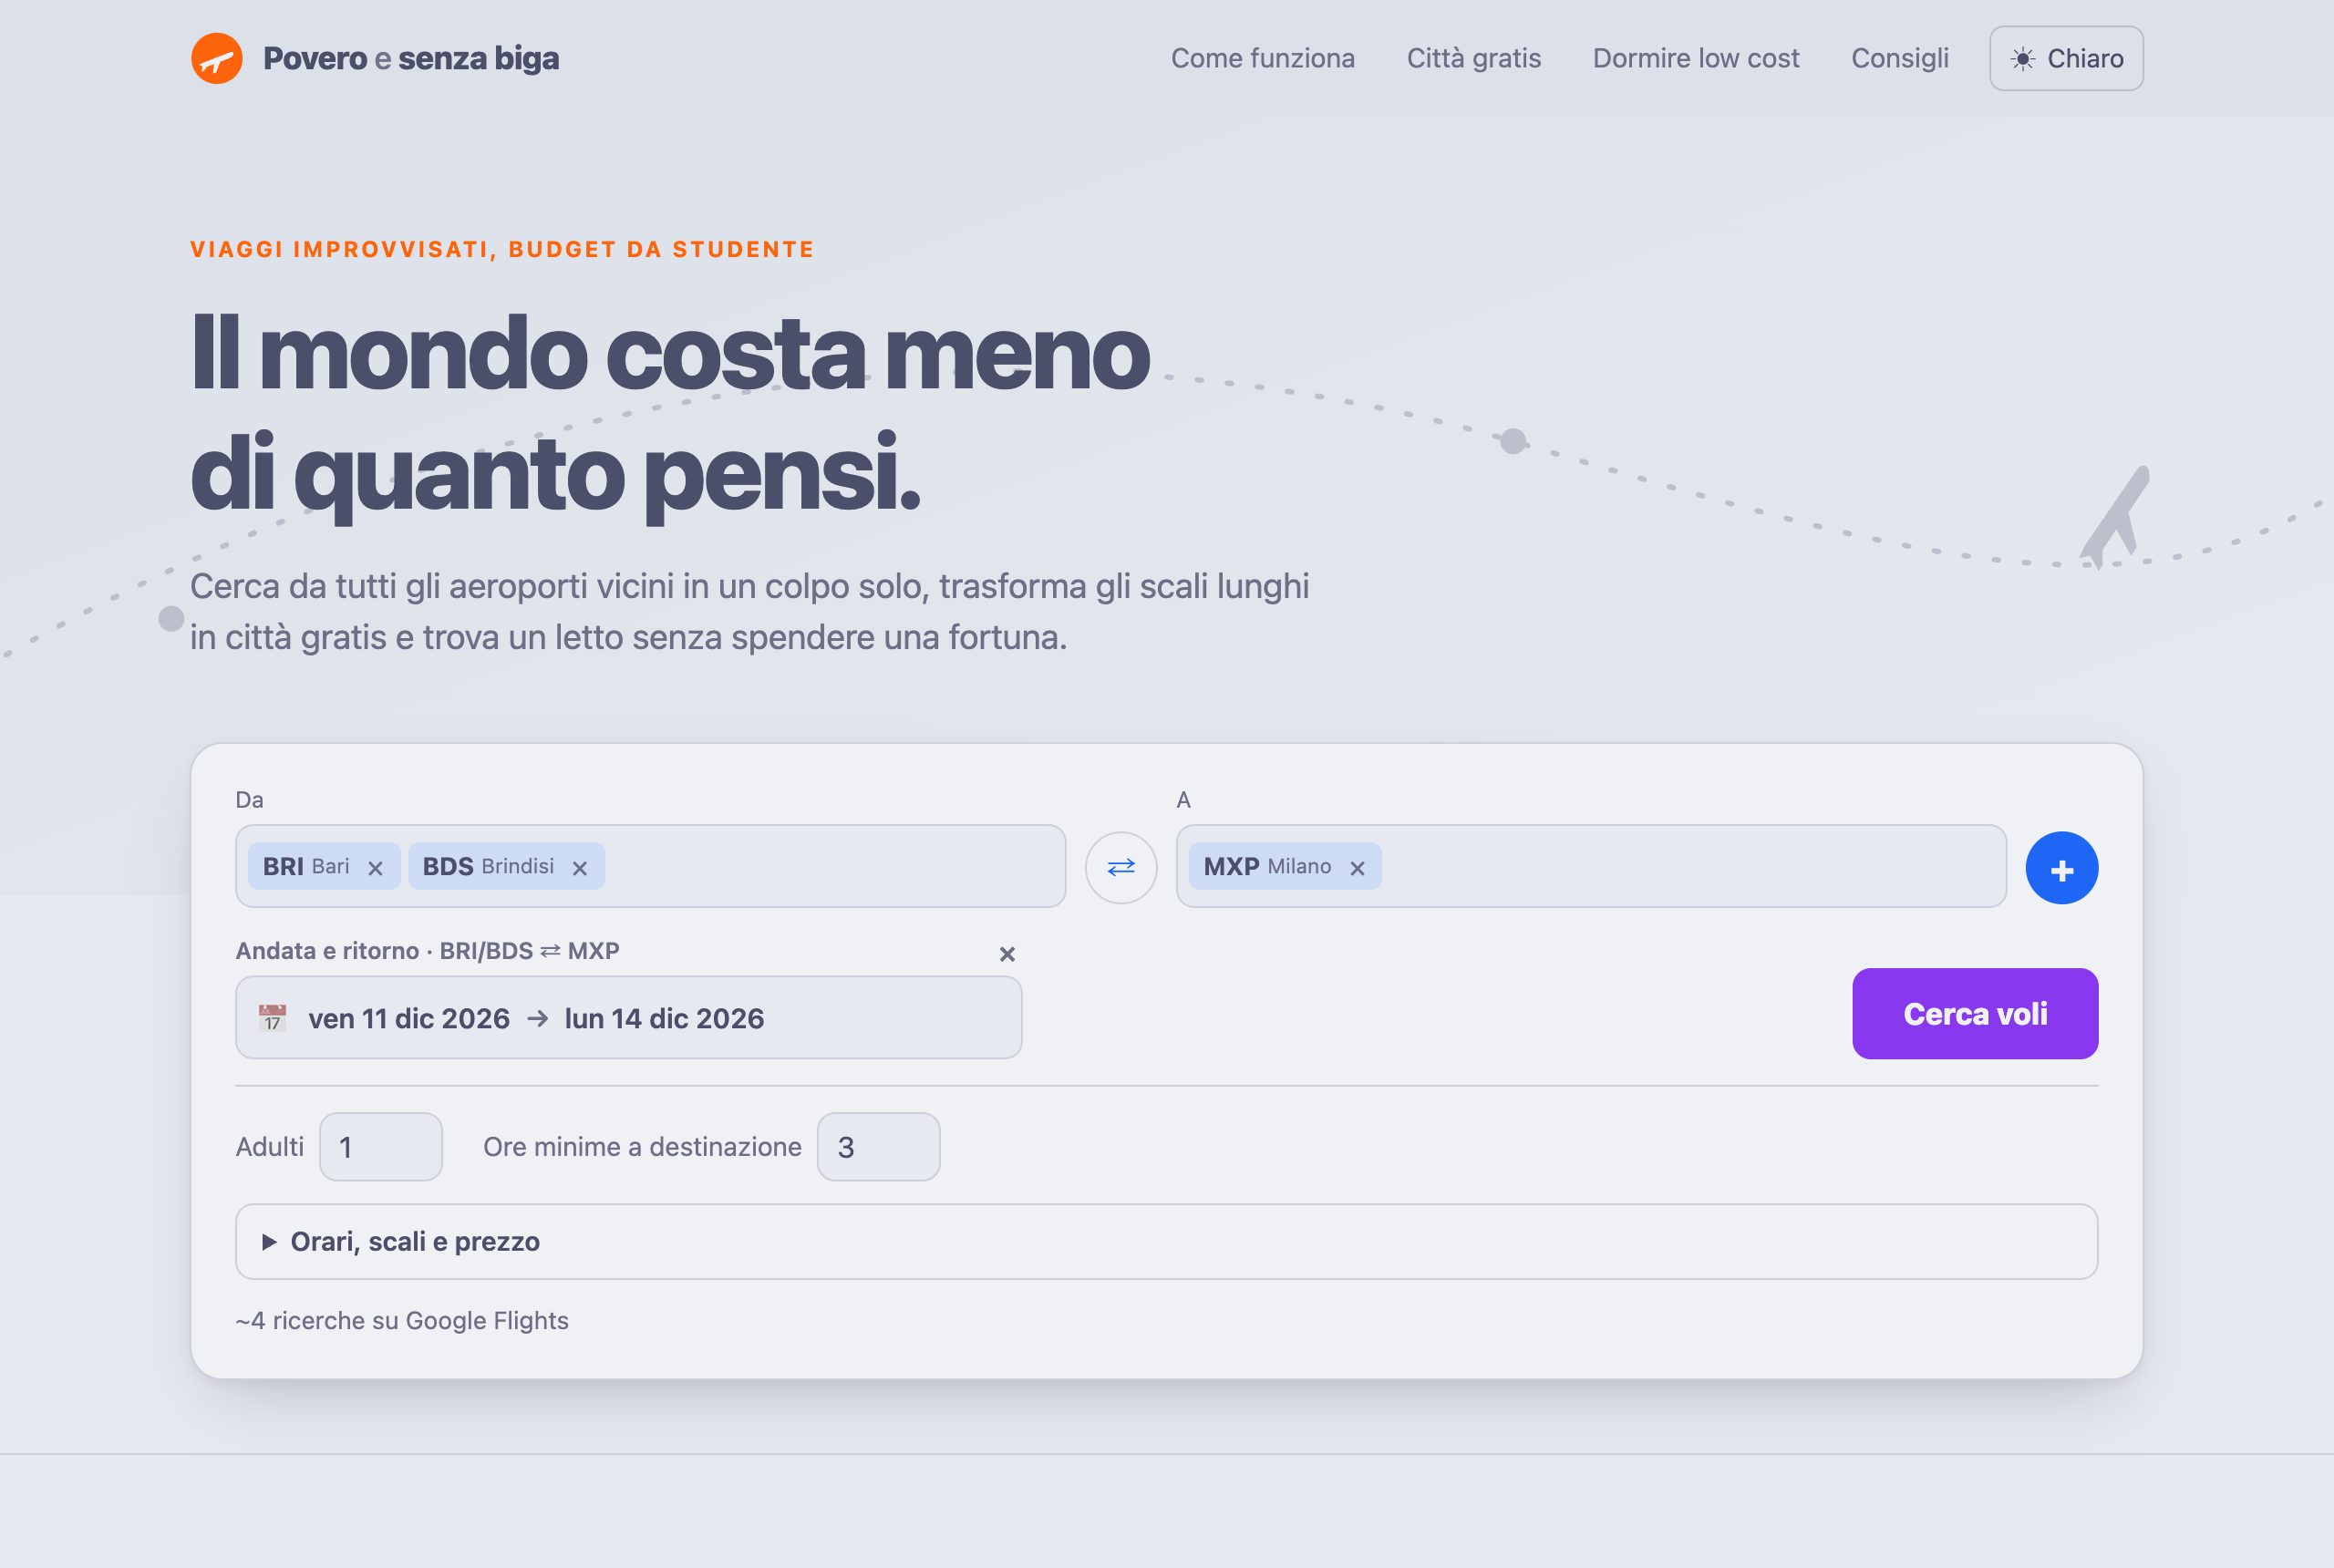 Povero e senza biga
Come funziona
Città gratis
Dormire low cost
Consigli
☀ Chiaro
VIAGGI IMPROVVISATI, BUDGET DA STUDENTE
Il mondo costa meno
di quanto pensi.
Cerca da tutti gli aeroporti vicini in un colpo solo, trasforma gli scali lunghi
in città gratis e trova un letto senza spendere una fortuna.
Da
BRI Bari ×
BDS Brindisi ×
⇄
A
MXP Milano ×
+
Andata e ritorno · BRI/BDS ⇄ MXP ×
17 ven 11 dic 2026 → lun 14 dic 2026
Cerca voli
Adulti 1
Ore minime a destinazione 3
▶ Orari, scali e prezzo
~4 ricerche su Google Flights